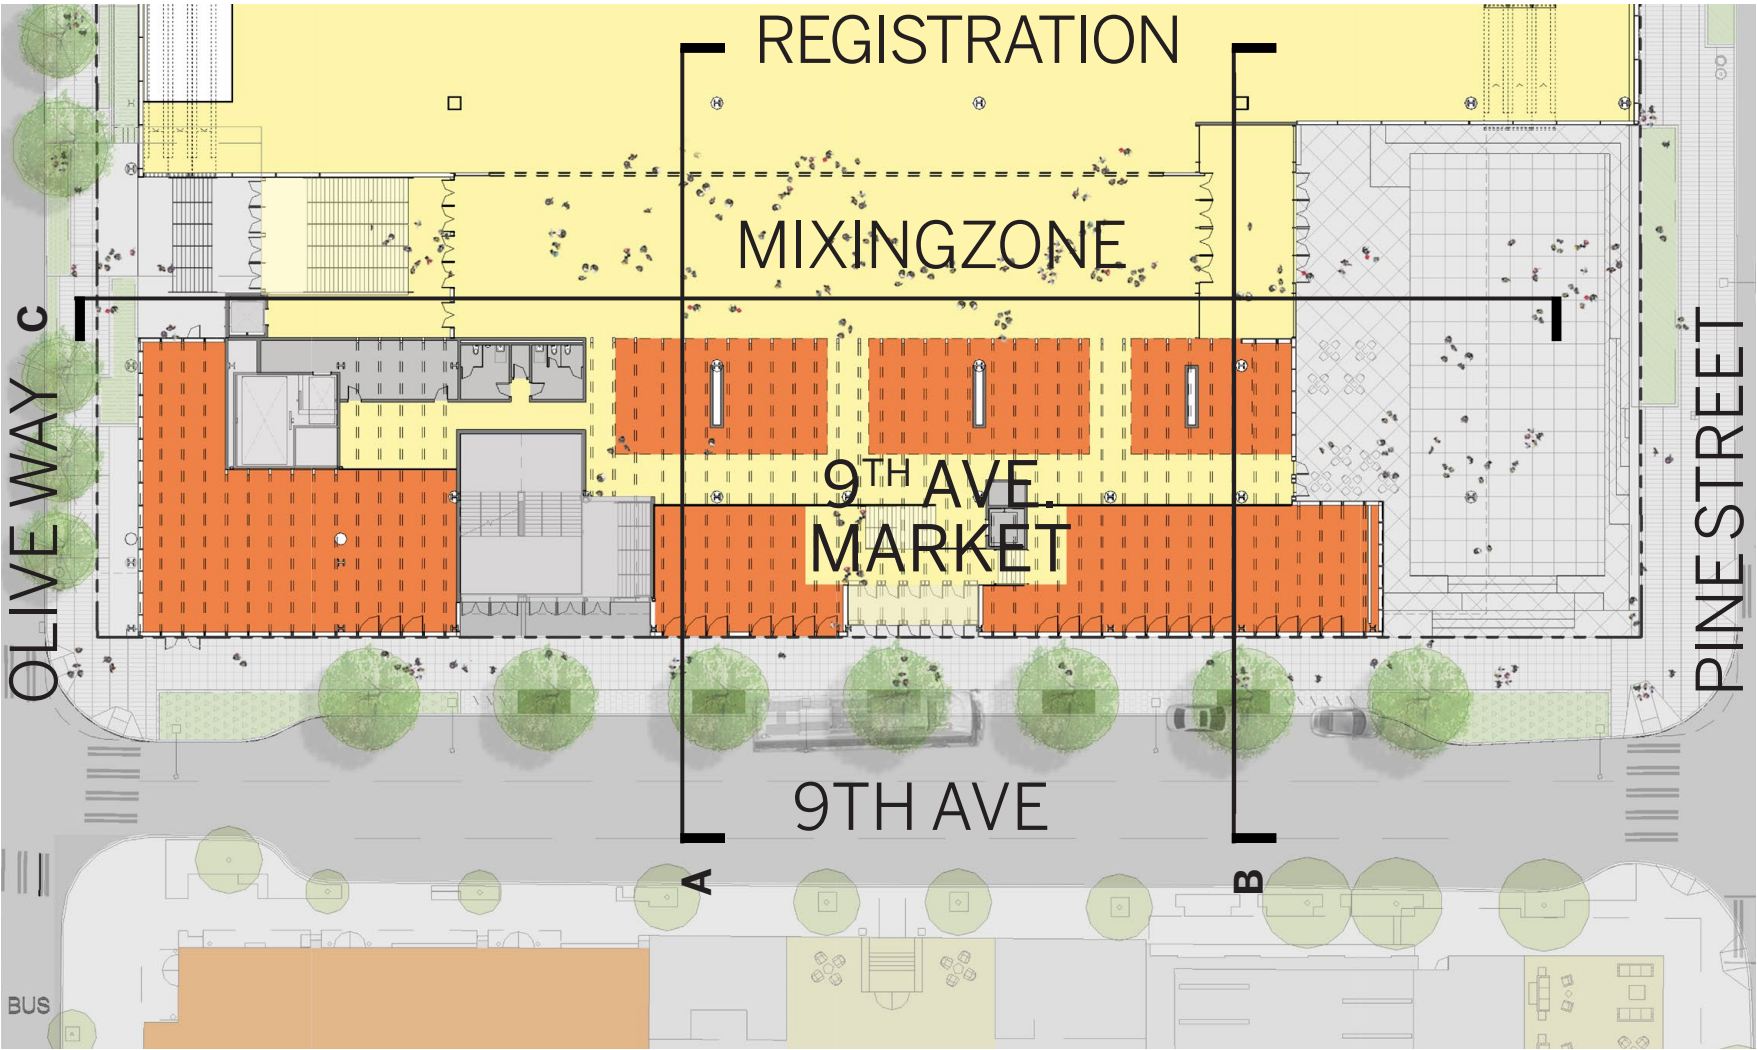 REGISTRATION
MIXINGZONE
C
OLIVE WAY
9TH AVE.
MARKET
PINE STREET
9TH AVE
A
B
BUS